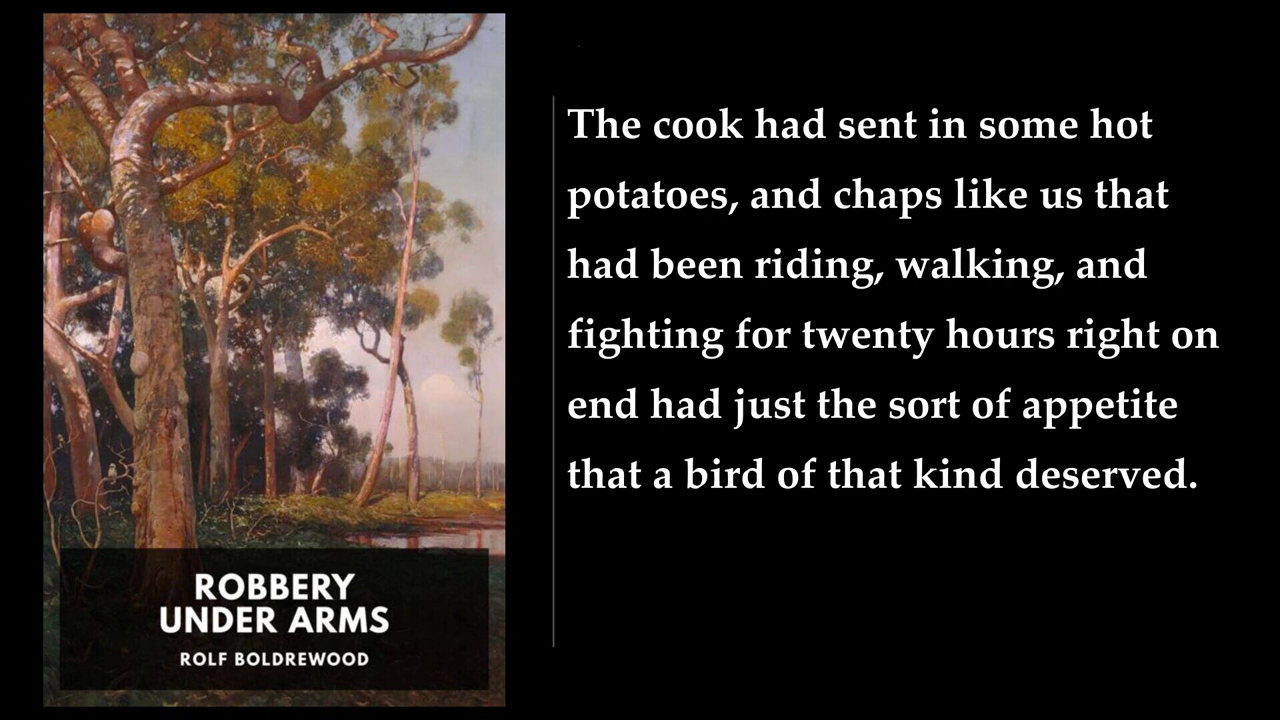 The cook had sent in some hot
potatoes, and chaps like us that
had been riding, walking, and
fighting for twenty hours right on
end had just the sort of appetite
that a bird of that kind deserved.
ROBBERY
UNDER ARMS
ROLF BOLDREWOOD